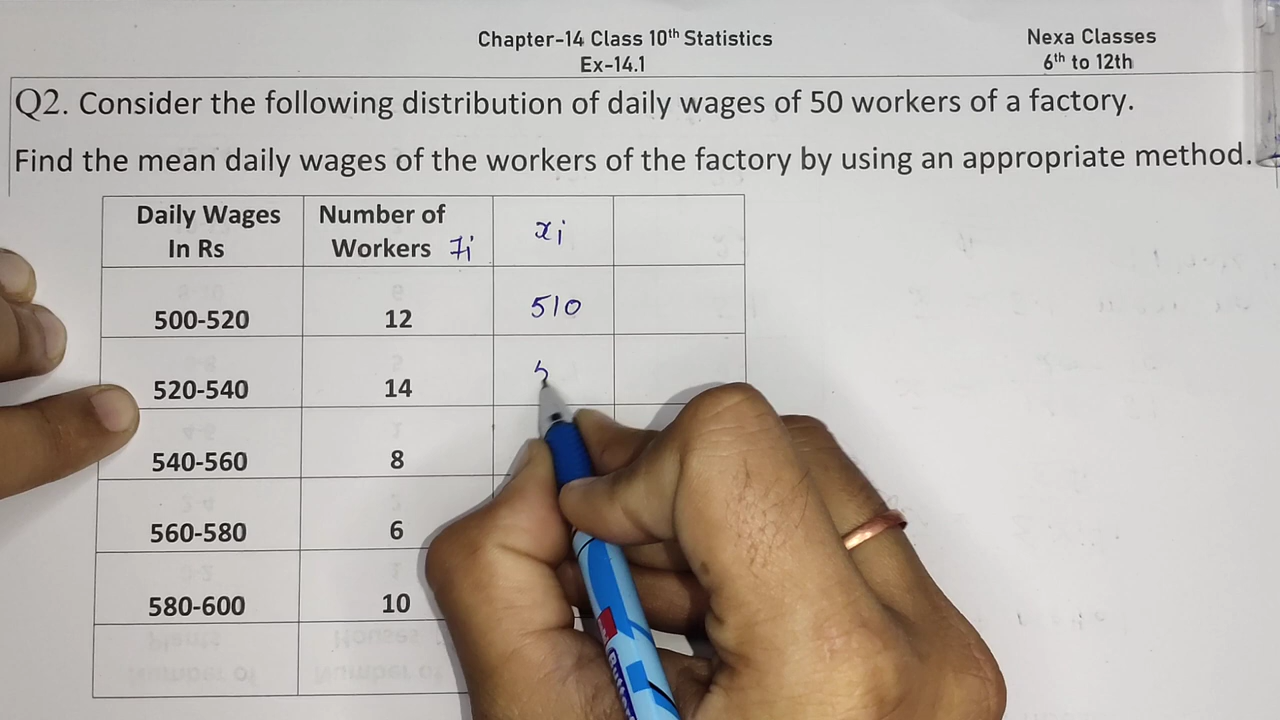 Chapter-14 Class 10th Statistics
Ex-14.1
Nexa Classes
6th to 12th
Q2. Consider the following distribution of daily wages of 50 workers of a factory.
Find the mean daily wages of the workers of the factory by using an appropriate method.
Daily Wages In Rs
Number of Workers fi
xi
500-520 12 510
520-540 14 5
540-560 8
560-580 6
580-600 10